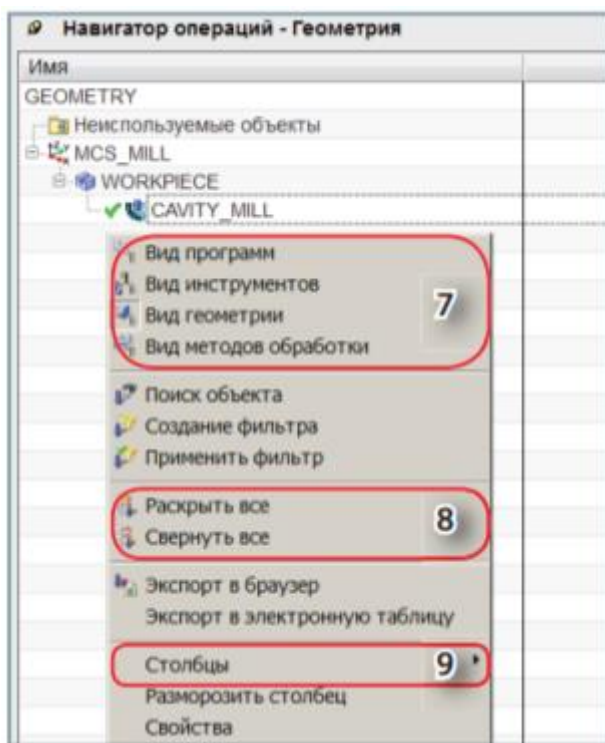 Навигатор операций - Геометрия
Имя
GEOMETRY
Неиспользуемые объекты
MCS_MILL
WORKPIECE
CAVITY_MILL
Вид программ
Вид инструментов
Вид геометрии
7
Вид методов обработки
Поиск объекта
Создание фильтра
Применить фильтр
Раскрыть все
8
Свернуть все
Экспорт в браузер
Экспорт в электронную таблицу
Столбцы 9
Разморозить столбец
Свойства